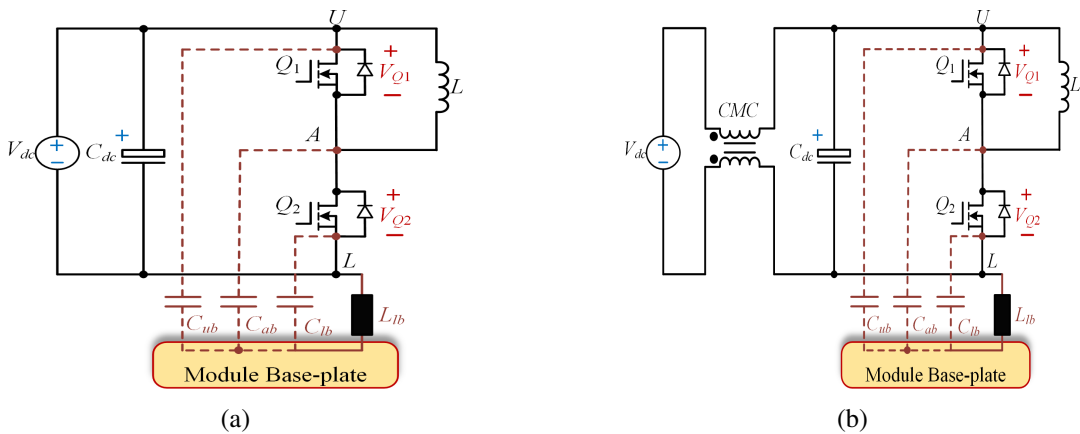 U
Q1
+
VQ1
−
L
A
Vdc
+
−
Cdc
+
Q2
+
VQ2
−
L
Cub
Cab
Clb
Llb
Module Base-plate
(a)
U
Q1
+
VQ1
−
L
CMC
A
Vdc
+
−
Cdc
+
Q2
+
VQ2
−
L
Cub
Cab
Clb
Llb
Module Base-plate
(b)